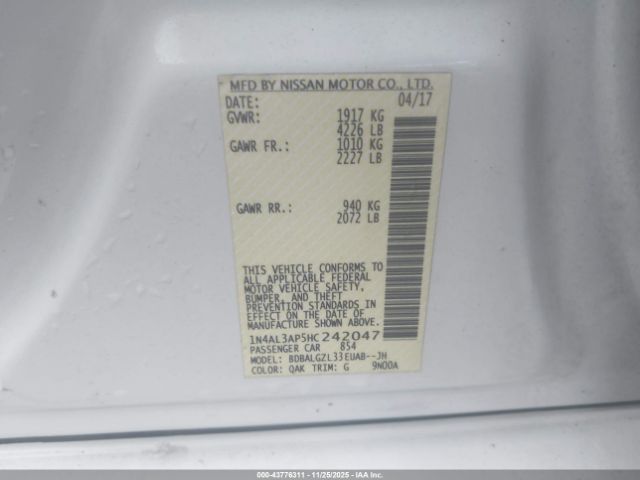 MFD BY NISSAN MOTOR CO., LTD.
DATE: 04/17
GVWR: 1917 KG
4226 LB
GAWR FR.: 1010 KG
2227 LB
GAWR RR.: 940 KG
2072 LB
THIS VEHICLE CONFORMS TO
ALL APPLICABLE FEDERAL
MOTOR VEHICLE SAFETY,
BUMPER, AND THEFT
PREVENTION STANDARDS IN
EFFECT ON THE DATE OF
MANUFACTURE SHOWN ABOVE.
1N4AL3AP5HC242047
PASSENGER CAR 854
MODEL: BDBALGZL33EUAB--JH
COLOR: QAK TRIM: G 9N00A
000-43776311 - 11/25/2025 - IAA Inc.